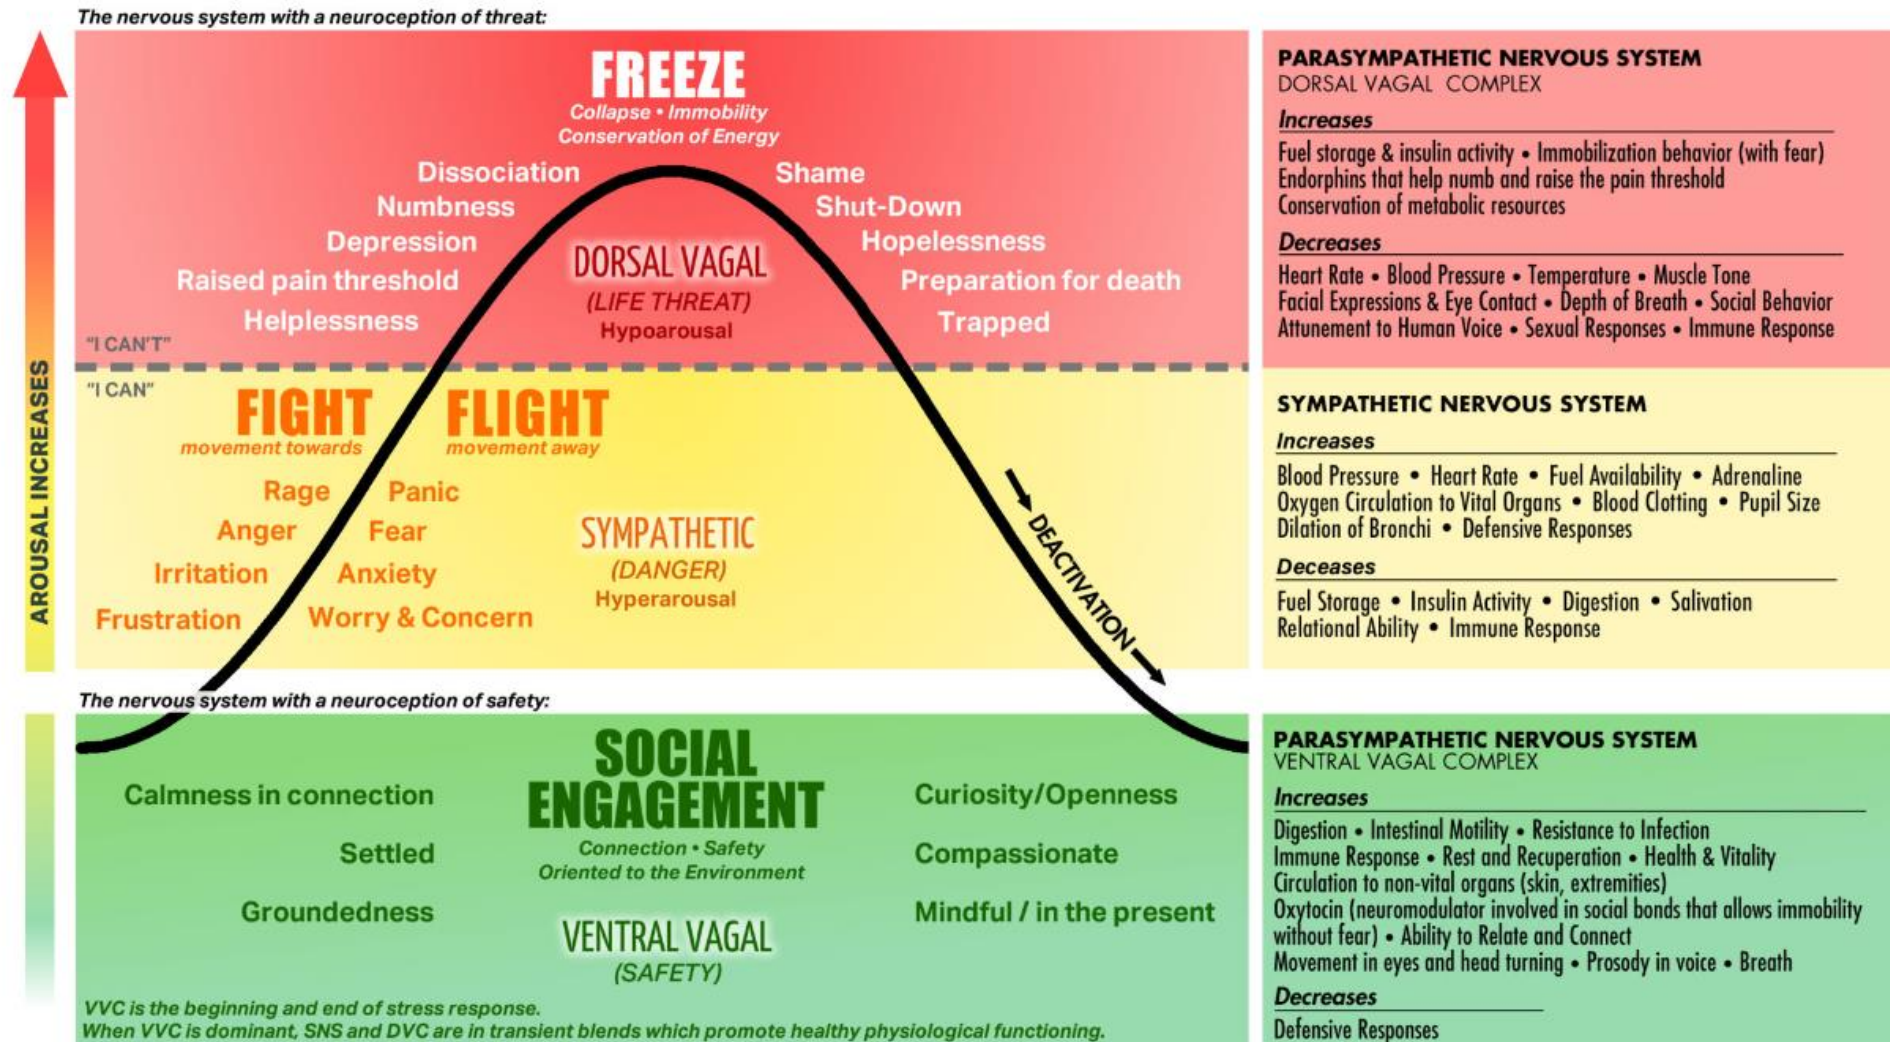 The nervous system with a neuroception of threat:
AROUSAL INCREASES
FREEZE
Collapse • Immobility
Conservation of Energy
Dissociation
Numbness
Depression
Raised pain threshold
Helplessness
Shame
Shut-Down
Hopelessness
Preparation for death
Trapped
DORSAL VAGAL
(LIFE THREAT)
Hypoarousal
"I CAN'T"
"I CAN"
FIGHT
movement towards
Rage
Anger
Irritation
Frustration
FLIGHT
movement away
Panic
Fear
Anxiety
Worry & Concern
SYMPATHETIC
(DANGER)
Hyperarousal
DEACTIVATION
The nervous system with a neuroception of safety:
SOCIAL
ENGAGEMENT
Connection • Safety
Oriented to the Environment
Calmness in connection
Settled
Groundedness
Curiosity/Openness
Compassionate
Mindful / in the present
VENTRAL VAGAL
(SAFETY)
VVC is the beginning and end of stress response.
When VVC is dominant, SNS and DVC are in transient blends which promote healthy physiological functioning.
PARASYMPATHETIC NERVOUS SYSTEM
DORSAL VAGAL COMPLEX
Increases
Fuel storage & insulin activity • Immobilization behavior (with fear)
Endorphins that help numb and raise the pain threshold
Conservation of metabolic resources
Decreases
Heart Rate • Blood Pressure • Temperature • Muscle Tone
Facial Expressions & Eye Contact • Depth of Breath • Social Behavior
Attunement to Human Voice • Sexual Responses • Immune Response
SYMPATHETIC NERVOUS SYSTEM
Increases
Blood Pressure • Heart Rate • Fuel Availability • Adrenaline
Oxygen Circulation to Vital Organs • Blood Clotting • Pupil Size
Dilation of Bronchi • Defensive Responses
Deceases
Fuel Storage • Insulin Activity • Digestion • Salivation
Relational Ability • Immune Response
PARASYMPATHETIC NERVOUS SYSTEM
VENTRAL VAGAL COMPLEX
Increases
Digestion • Intestinal Motility • Resistance to Infection
Immune Response • Rest and Recuperation • Health & Vitality
Circulation to non-vital organs (skin, extremities)
Oxytocin (neuromodulator involved in social bonds that allows immobility
without fear) • Ability to Relate and Connect
Movement in eyes and head turning • Prosody in voice • Breath
Decreases
Defensive Responses